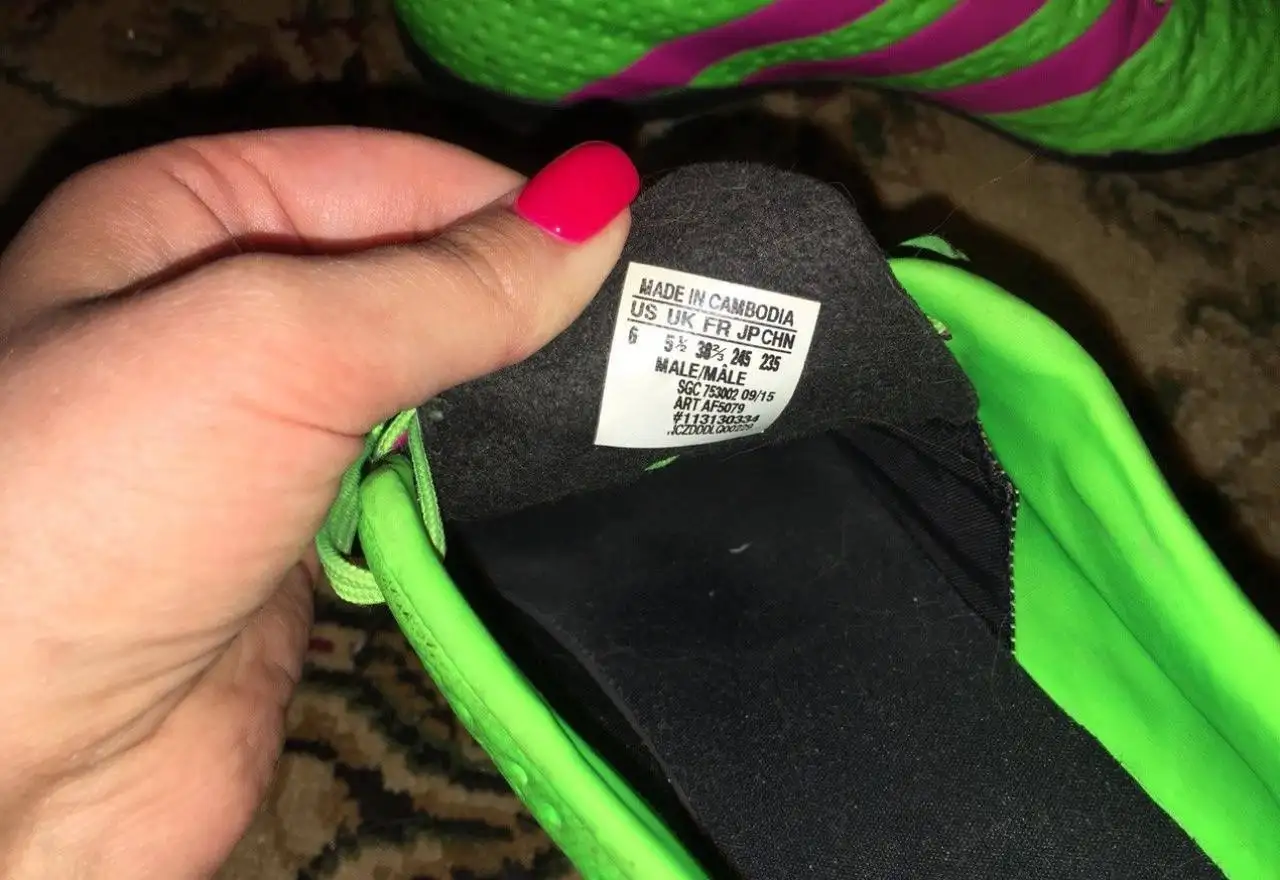 MADE IN CAMBODIA
US UK FR JP CHN
6 5½ 38⅔ 245 235
MALE/MÂLE
SGC 753002 09/15
ART AF5079
#113130334